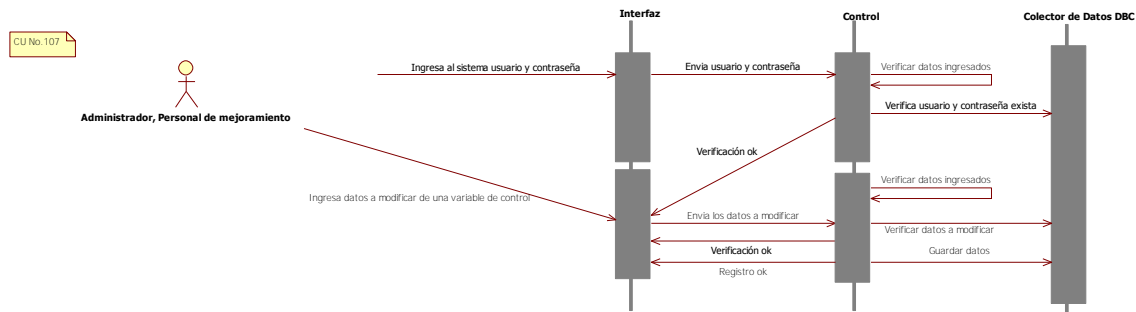 Interfaz
Control
Colector de Datos DBC
CU No.107
Ingresa al sistema usuario y contraseña
Envia usuario y contraseña
Verificar datos ingresados
Verifica usuario y contraseña exista
Administrador, Personal de mejoramiento
Verificación ok
Verificar datos ingresados
Ingresa datos a modificar de una variable de control
Envia los datos a modificar
Verificar datos a modificar
Verificación ok
Guardar datos
Registro ok